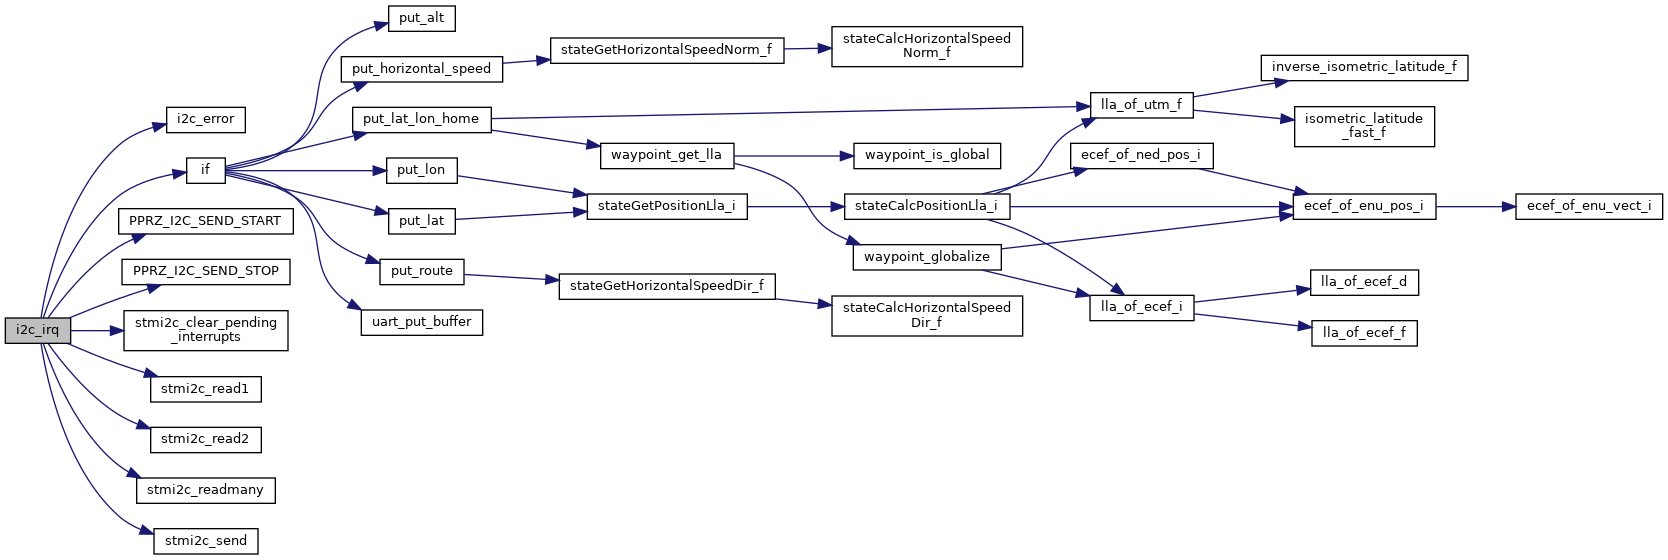 i2c_irq
i2c_error
if
PPRZ_I2C_SEND_START
PPRZ_I2C_SEND_STOP
stmi2c_clear_pending
_interrupts
stmi2c_read1
stmi2c_read2
stmi2c_readmany
stmi2c_send
put_alt
put_horizontal_speed
put_lat_lon_home
put_lon
put_lat
put_route
uart_put_buffer
stateGetHorizontalSpeedNorm_f
waypoint_get_lla
stateGetPositionLla_i
stateGetHorizontalSpeedDir_f
stateCalcHorizontalSpeed
Norm_f
waypoint_is_global
stateCalcPositionLla_i
waypoint_globalize
stateCalcHorizontalSpeed
Dir_f
lla_of_utm_f
ecef_of_ned_pos_i
lla_of_ecef_i
inverse_isometric_latitude_f
isometric_latitude
_fast_f
ecef_of_enu_pos_i
lla_of_ecef_d
lla_of_ecef_f
ecef_of_enu_vect_i